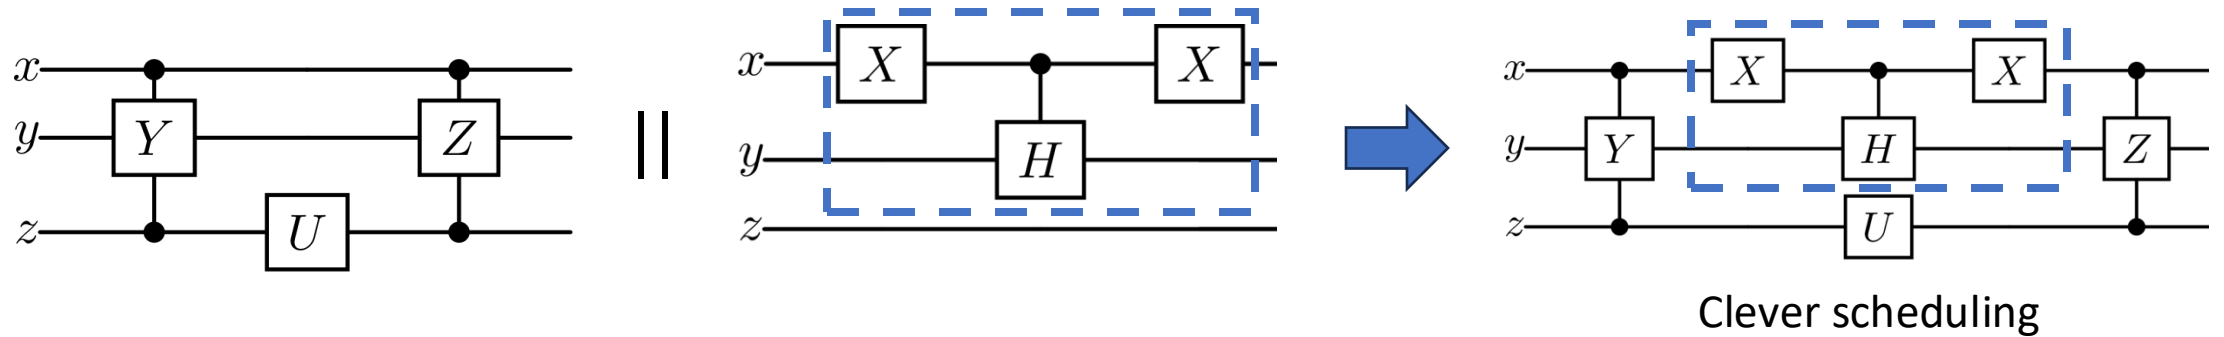 x X X x X X
y Y Z y H y Y H Z
z U z z U
Clever scheduling